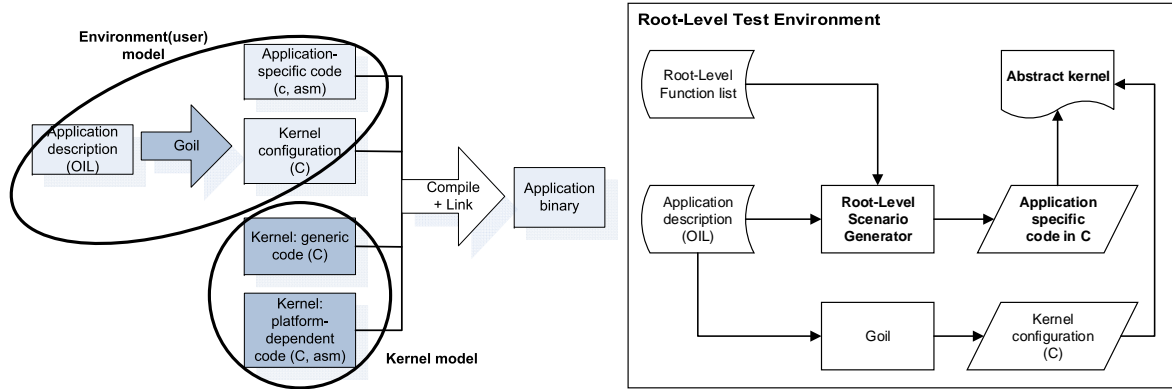 Environment(user)
model
Application-
specific code
(c, asm)
Application
description
(OIL)
Goil
Kernel
configuration
(C)
Compile
+ Link
Application
binary
Kernel: generic
code (C)
Kernel:
platform-
dependent
code (C, asm)
Kernel model
Root-Level Test Environment
Root-Level
Function list
Abstract kernel
Application
description
(OIL)
Root-Level
Scenario
Generator
Application
specific
code in C
Goil
Kernel
configuration
(C)